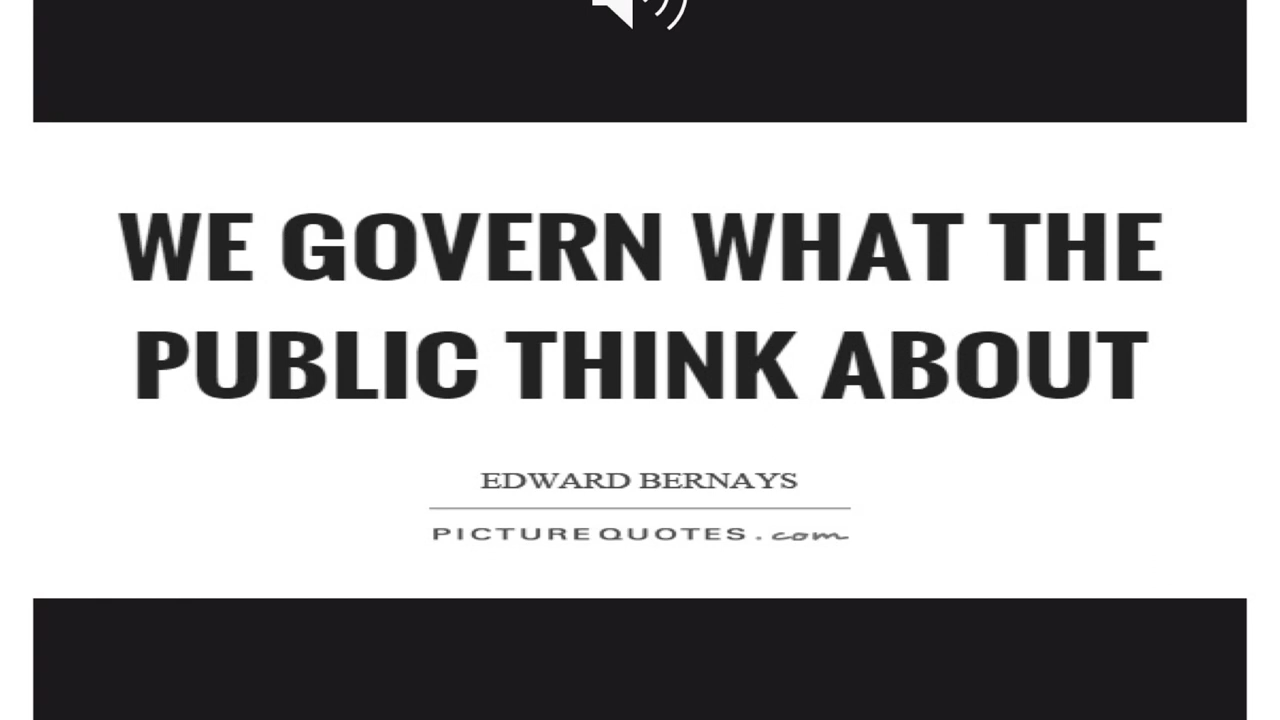 WE GOVERN WHAT THE
PUBLIC THINK ABOUT
EDWARD BERNAYS
PICTUREQUOTES.com